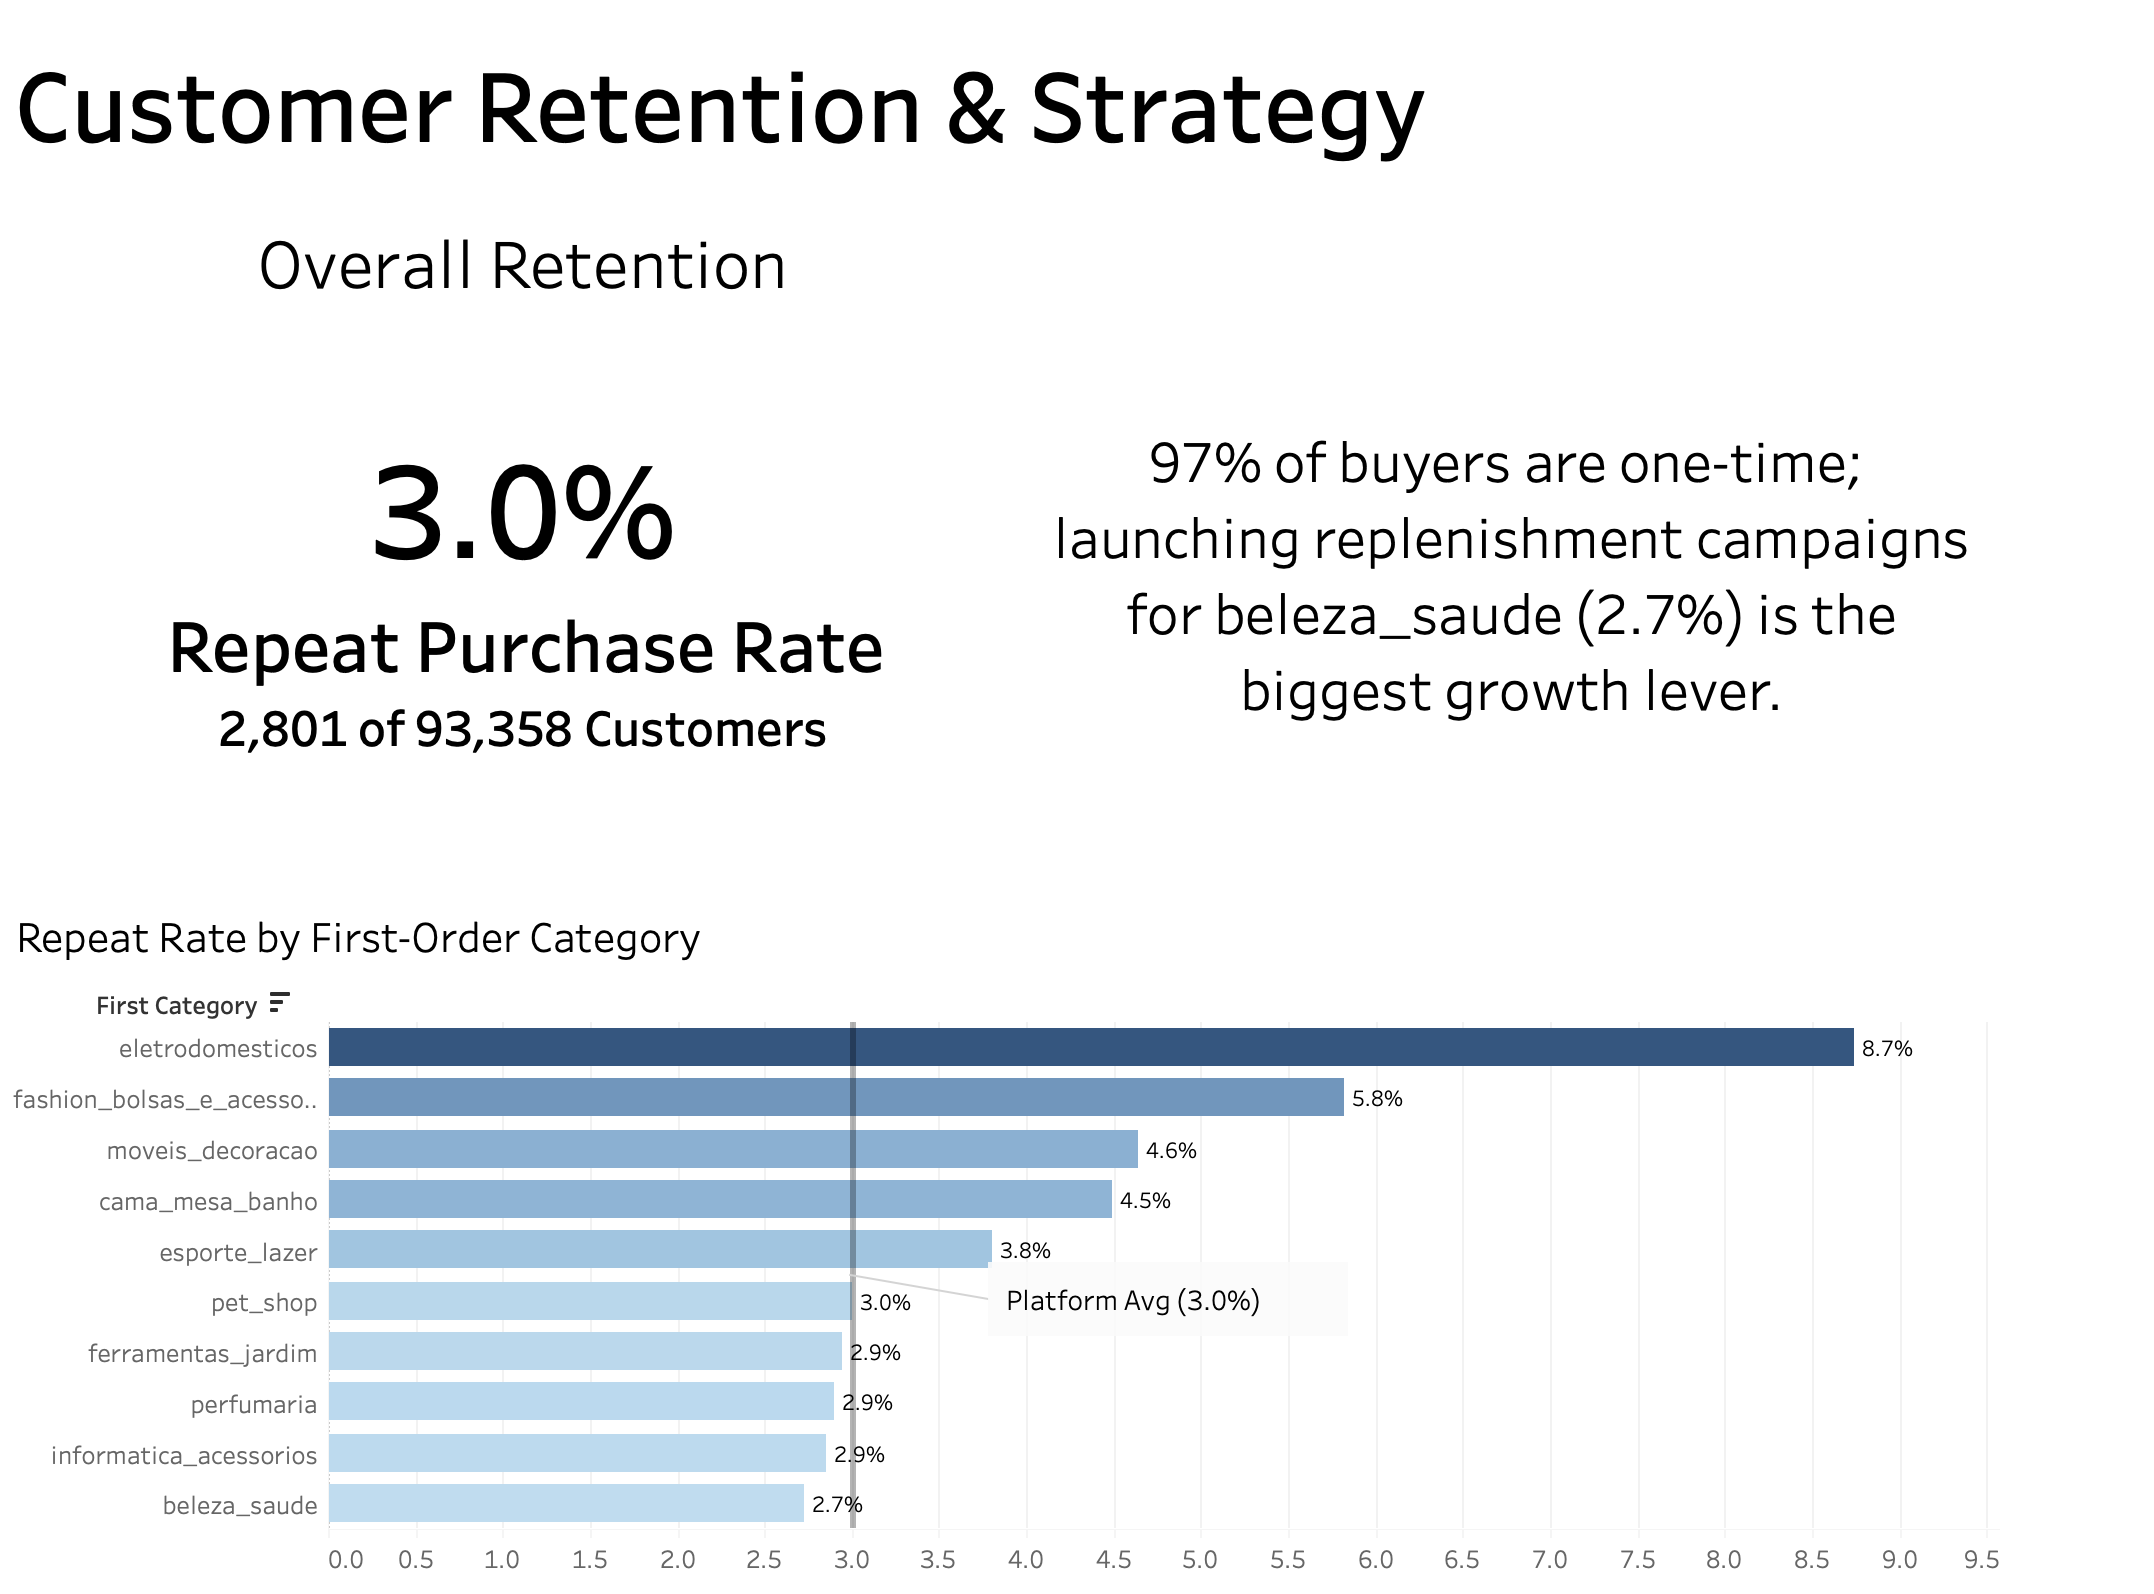 Customer Retention & Strategy
Overall Retention
3.0%
Repeat Purchase Rate
2,801 of 93,358 Customers
97% of buyers are one-time;
launching replenishment campaigns
for beleza_saude (2.7%) is the
biggest growth lever.
Repeat Rate by First-Order Category
First Category
eletrodomesticos 8.7%
fashion_bolsas_e_acesso.. 5.8%
moveis_decoracao 4.6%
cama_mesa_banho 4.5%
esporte_lazer 3.8%
pet_shop 3.0% Platform Avg (3.0%)
ferramentas_jardim 2.9%
perfumaria 2.9%
informatica_acessorios 2.9%
beleza_saude 2.7%
0.0 0.5 1.0 1.5 2.0 2.5 3.0 3.5 4.0 4.5 5.0 5.5 6.0 6.5 7.0 7.5 8.0 8.5 9.0 9.5